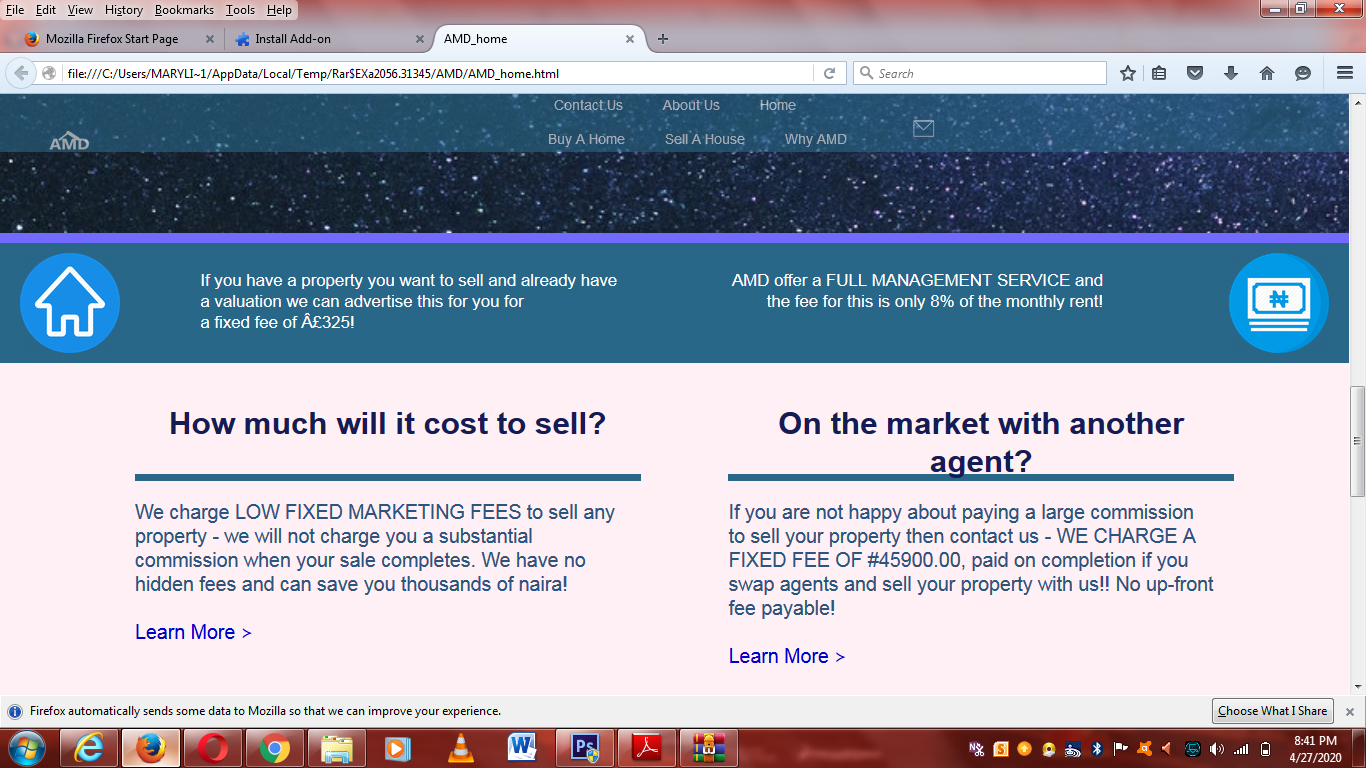 File Edit View History Bookmarks Tools Help
Mozilla Firefox Start Page
Install Add-on
AMD_home
file:///C:/Users/MARYLI~1/AppData/Local/Temp/Rar$EXa2056.31345/AMD/AMD_home.html
Search
Contact Us About Us Home
AMD
Buy A Home Sell A House Why AMD
If you have a property you want to sell and already have
a valuation we can advertise this for you for
a fixed fee of Â£325!
AMD offer a FULL MANAGEMENT SERVICE and
the fee for this is only 8% of the monthly rent!
₦
How much will it cost to sell?
We charge LOW FIXED MARKETING FEES to sell any
property - we will not charge you a substantial
commission when your sale completes. We have no
hidden fees and can save you thousands of naira!
Learn More >
On the market with another
agent?
If you are not happy about paying a large commission
to sell your property then contact us - WE CHARGE A
FIXED FEE OF #45900.00, paid on completion if you
swap agents and sell your property with us!! No up-front
fee payable!
Learn More >
Firefox automatically sends some data to Mozilla so that we can improve your experience.
Choose What I Share
8:41 PM
4/27/2020